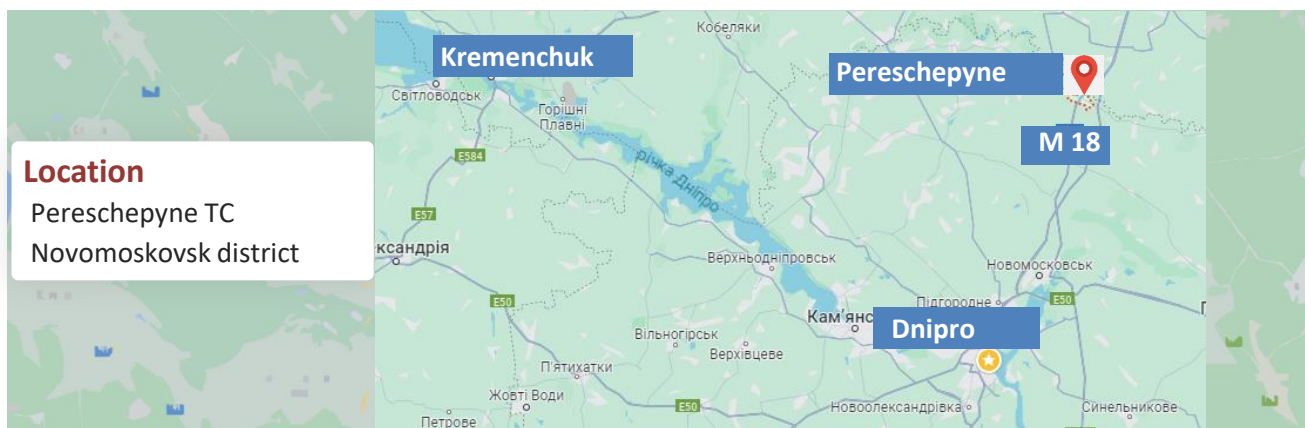 Location
Pereschepyne TC
Novomoskovsk district
Кобеляки
Kremenchuk
Pereschepyne
Світловодськ
Горішні
Плавні
M 18
E584
річка Дніпро
E57
ксандрія
Верхньодніпровськ
Новомосковськ
E50
E50
Підгородне
Кам'янс
Dnipro
Вільногірськ
Верхівцеве
П'ятихатки
Жовті Води
E50
Новоолександрівка
Синельникове
Петрове